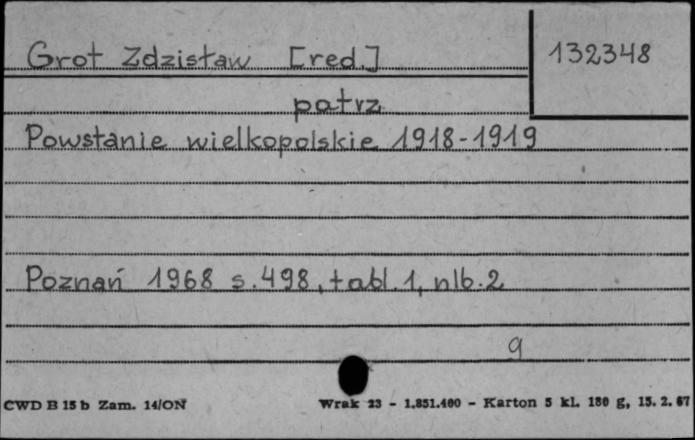 Grot Zdzisław [red.] 132348
patrz
Powstanie wielkopolskie 1918-1919
Poznań 1968 s. 498, tabl. 1, nlb. 2
9
CWD B 15 b Zam. 14/ON Wrak 23 - 1.851.400 - Karton 5 kl. 180 g, 15. 2. 67